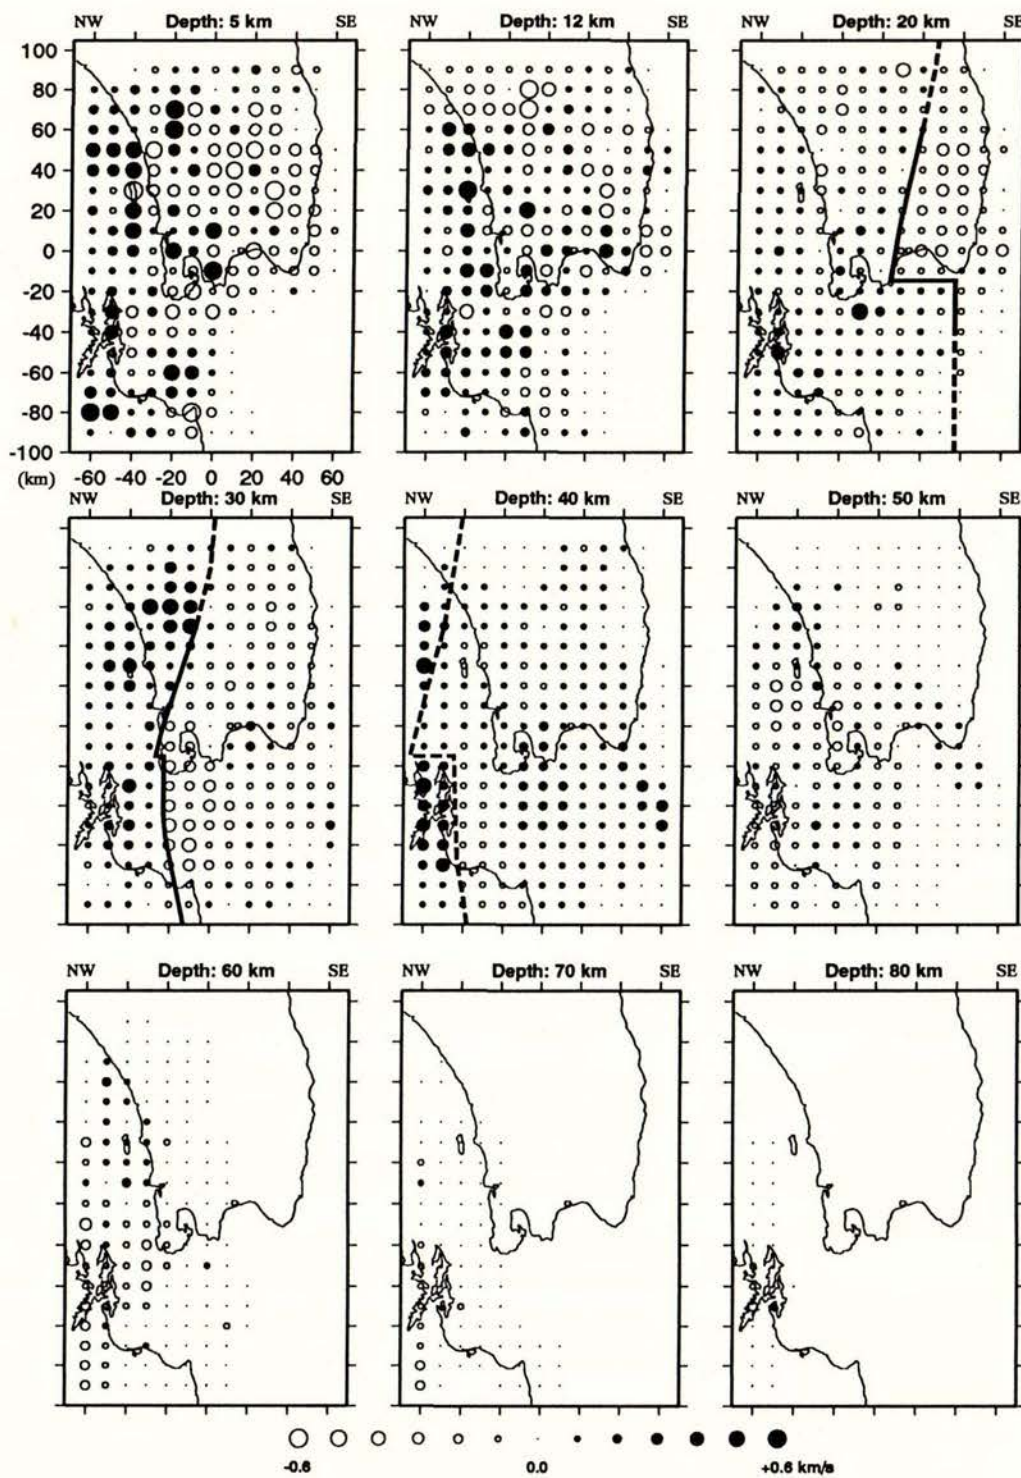 NW Depth: 5 km SE
NW Depth: 12 km SE
NW Depth: 20 km SE
100
80
60
40
20
0
-20
-40
-60
-80
-100
(km) -60 -40 -20 0 20 40 60
NW Depth: 30 km SE
NW Depth: 40 km SE
NW Depth: 50 km SE
NW Depth: 60 km SE
NW Depth: 70 km SE
NW Depth: 80 km SE
-0.6 0.0 +0.6 km/s